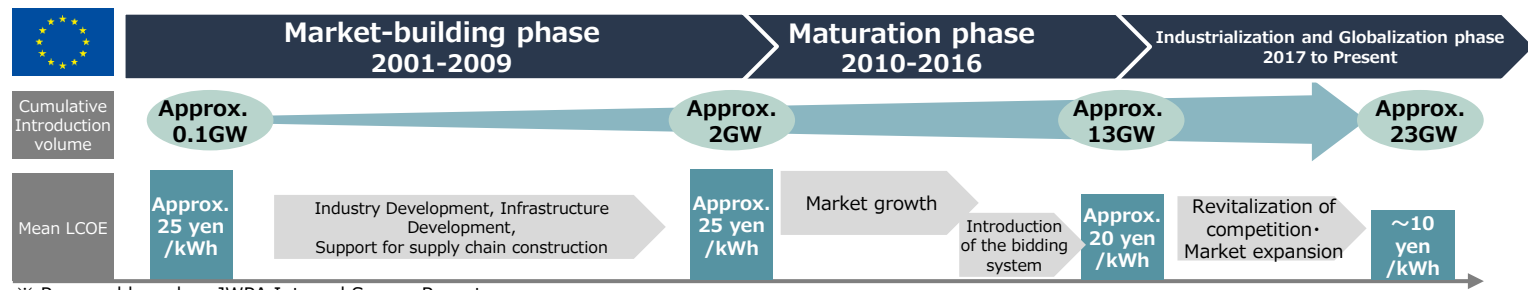 Market-building phase
2001-2009
Maturation phase
2010-2016
Industrialization and Globalization phase
2017 to Present
Cumulative
Introduction
volume
Approx.
0.1GW
Approx.
2GW
Approx.
13GW
Approx.
23GW
Mean LCOE
Approx.
25 yen
/kWh
Industry Development, Infrastructure
Development,
Support for supply chain construction
Approx.
25 yen
/kWh
Market growth
Introduction
of the bidding
system
Approx.
20 yen
/kWh
Revitalization of
competition・
Market expansion
～10
yen
/kWh